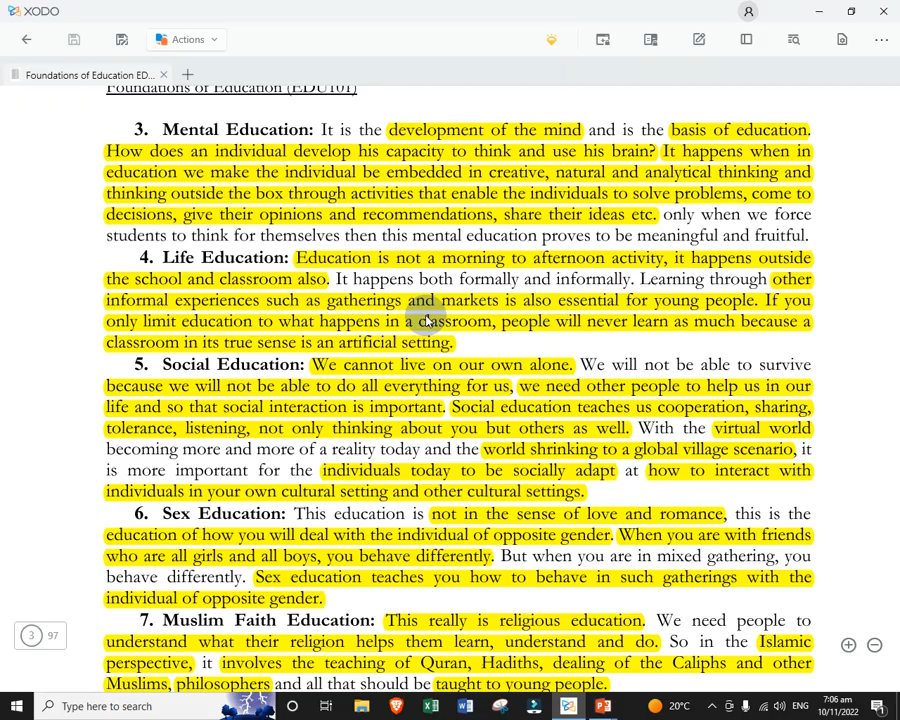 XODO
Actions
Foundations of Education ED...
Foundations of Education (EDU101)
3. Mental Education: It is the development of the mind and is the basis of education.
How does an individual develop his capacity to think and use his brain? It happens when in
education we make the individual be embedded in creative, natural and analytical thinking and
thinking outside the box through activities that enable the individuals to solve problems, come to
decisions, give their opinions and recommendations, share their ideas etc. only when we force
students to think for themselves then this mental education proves to be meaningful and fruitful.
4. Life Education: Education is not a morning to afternoon activity, it happens outside
the school and classroom also. It happens both formally and informally. Learning through other
informal experiences such as gatherings and markets is also essential for young people. If you
only limit education to what happens in a classroom, people will never learn as much because a
classroom in its true sense is an artificial setting.
5. Social Education: We cannot live on our own alone. We will not be able to survive
because we will not be able to do all everything for us, we need other people to help us in our
life and so that social interaction is important. Social education teaches us cooperation, sharing,
tolerance, listening, not only thinking about you but others as well. With the virtual world
becoming more and more of a reality today and the world shrinking to a global village scenario, it
is more important for the individuals today to be socially adapt at how to interact with
individuals in your own cultural setting and other cultural settings.
6. Sex Education: This education is not in the sense of love and romance, this is the
education of how you will deal with the individual of opposite gender. When you are with friends
who are all girls and all boys, you behave differently. But when you are in mixed gathering, you
behave differently. Sex education teaches you how to behave in such gatherings with the
individual of opposite gender.
7. Muslim Faith Education: This really is religious education. We need people to
understand what their religion helps them learn, understand and do. So in the Islamic
perspective, it involves the teaching of Quran, Hadiths, dealing of the Caliphs and other
Muslims, philosophers and all that should be taught to young people.
3 97
Type here to search
20°C
7:06 am
10/11/2022
1